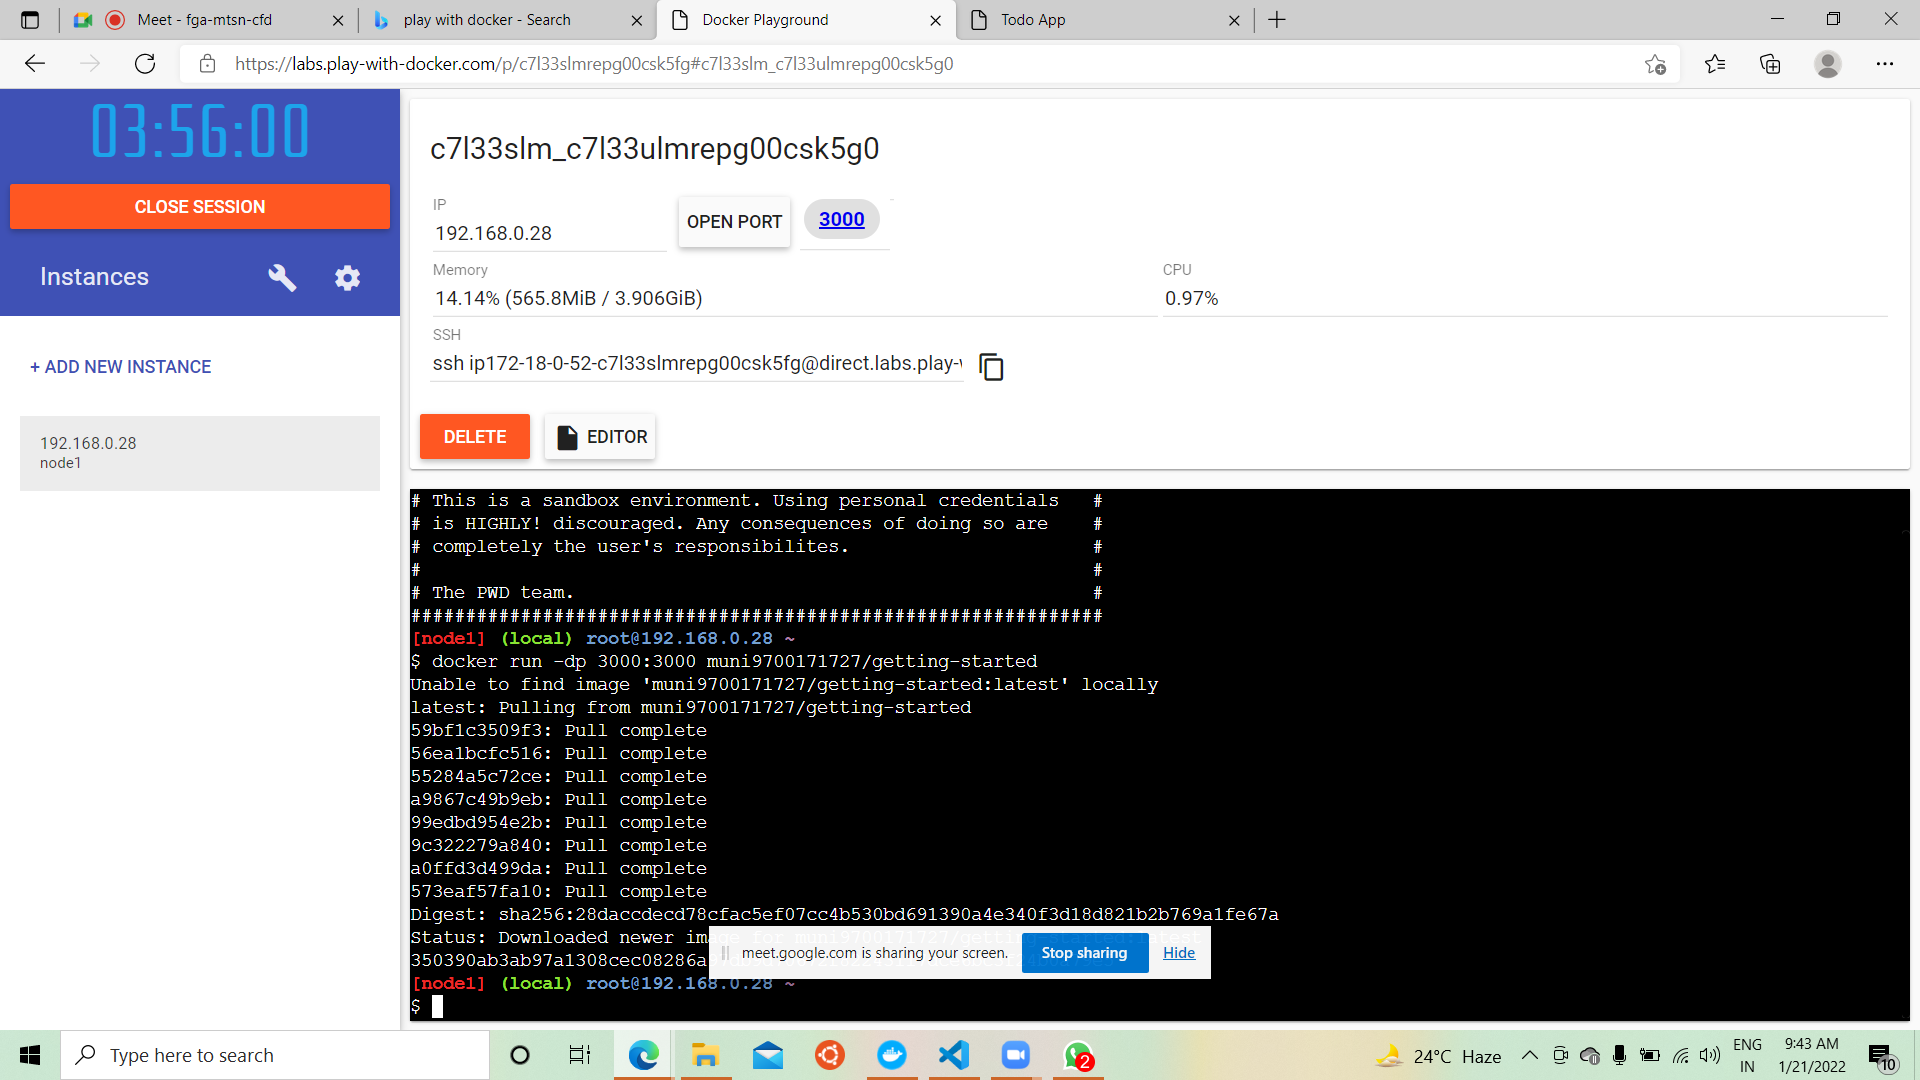 Meet - fga-mtsn-cfd
play with docker - Search
Docker Playground
Todo App
https://labs.play-with-docker.com/p/c7l33slmrepg00csk5fg#c7l33slm_c7l33ulmrepg00csk5g0
03:56:00
CLOSE SESSION
Instances
+ ADD NEW INSTANCE
192.168.0.28
node1
c7l33slm_c7l33ulmrepg00csk5g0
IP
192.168.0.28
OPEN PORT
3000
Memory
14.14% (565.8MiB / 3.906GiB)
CPU
0.97%
SSH
ssh ip172-18-0-52-c7l33slmrepg00csk5fg@direct.labs.play-
DELETE
EDITOR
# This is a sandbox environment. Using personal credentials #
# is HIGHLY! discouraged. Any consequences of doing so are #
# completely the user's responsibilites. #
# #
# The PWD team. #
###############################################################
[node1] (local) root@192.168.0.28 ~
$ docker run -dp 3000:3000 muni9700171727/getting-started
Unable to find image 'muni9700171727/getting-started:latest' locally
latest: Pulling from muni9700171727/getting-started
59bf1c3509f3: Pull complete
56ea1bcfc516: Pull complete
55284a5c72ce: Pull complete
a9867c49b9eb: Pull complete
99edbd954e2b: Pull complete
9c322279a840: Pull complete
a0ffd3d499da: Pull complete
573eaf57fa10: Pull complete
Digest: sha256:28daccdecd78cfac5ef07cc4b530bd691390a4e340f3d18d821b2b769a1fe67a
Status: Downloaded newer image for muni9700171727/getting-started:latest
350390ab3ab97a1308cec08286a
meet.google.com is sharing your screen.
Stop sharing
Hide
[node1] (local) root@192.168.0.28 ~
$
Type here to search
2
24°C Haze
ENG
IN
9:43 AM
1/21/2022
10